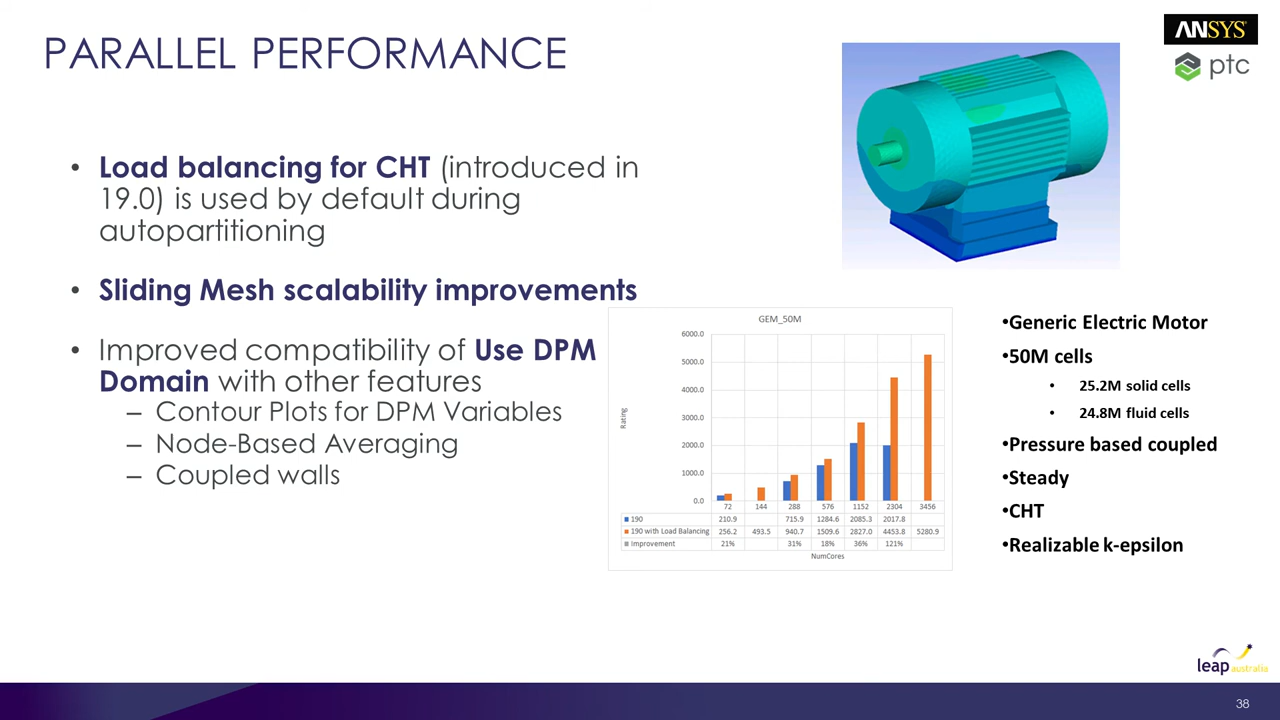 PARALLEL PERFORMANCE
ANSYS
ptc
• Load balancing for CHT (introduced in
19.0) is used by default during
autopartitioning
• Sliding Mesh scalability improvements
• Improved compatibility of Use DPM
Domain with other features
– Contour Plots for DPM Variables
– Node-Based Averaging
– Coupled walls
GEM_50M
6000.0
5000.0
4000.0
3000.0
2000.0
1000.0
0.0
Rating
72 144 288 576 1152 2304 3456
190 210.9 715.9 1284.6 2085.3 2017.8
190 with Load Balancing 256.2 493.5 940.7 1509.6 2827.0 4453.8 5280.9
Improvement 21% 31% 18% 36% 121%
NumCores
•Generic Electric Motor
•50M cells
• 25.2M solid cells
• 24.8M fluid cells
•Pressure based coupled
•Steady
•CHT
•Realizable k-epsilon
leap australia
38